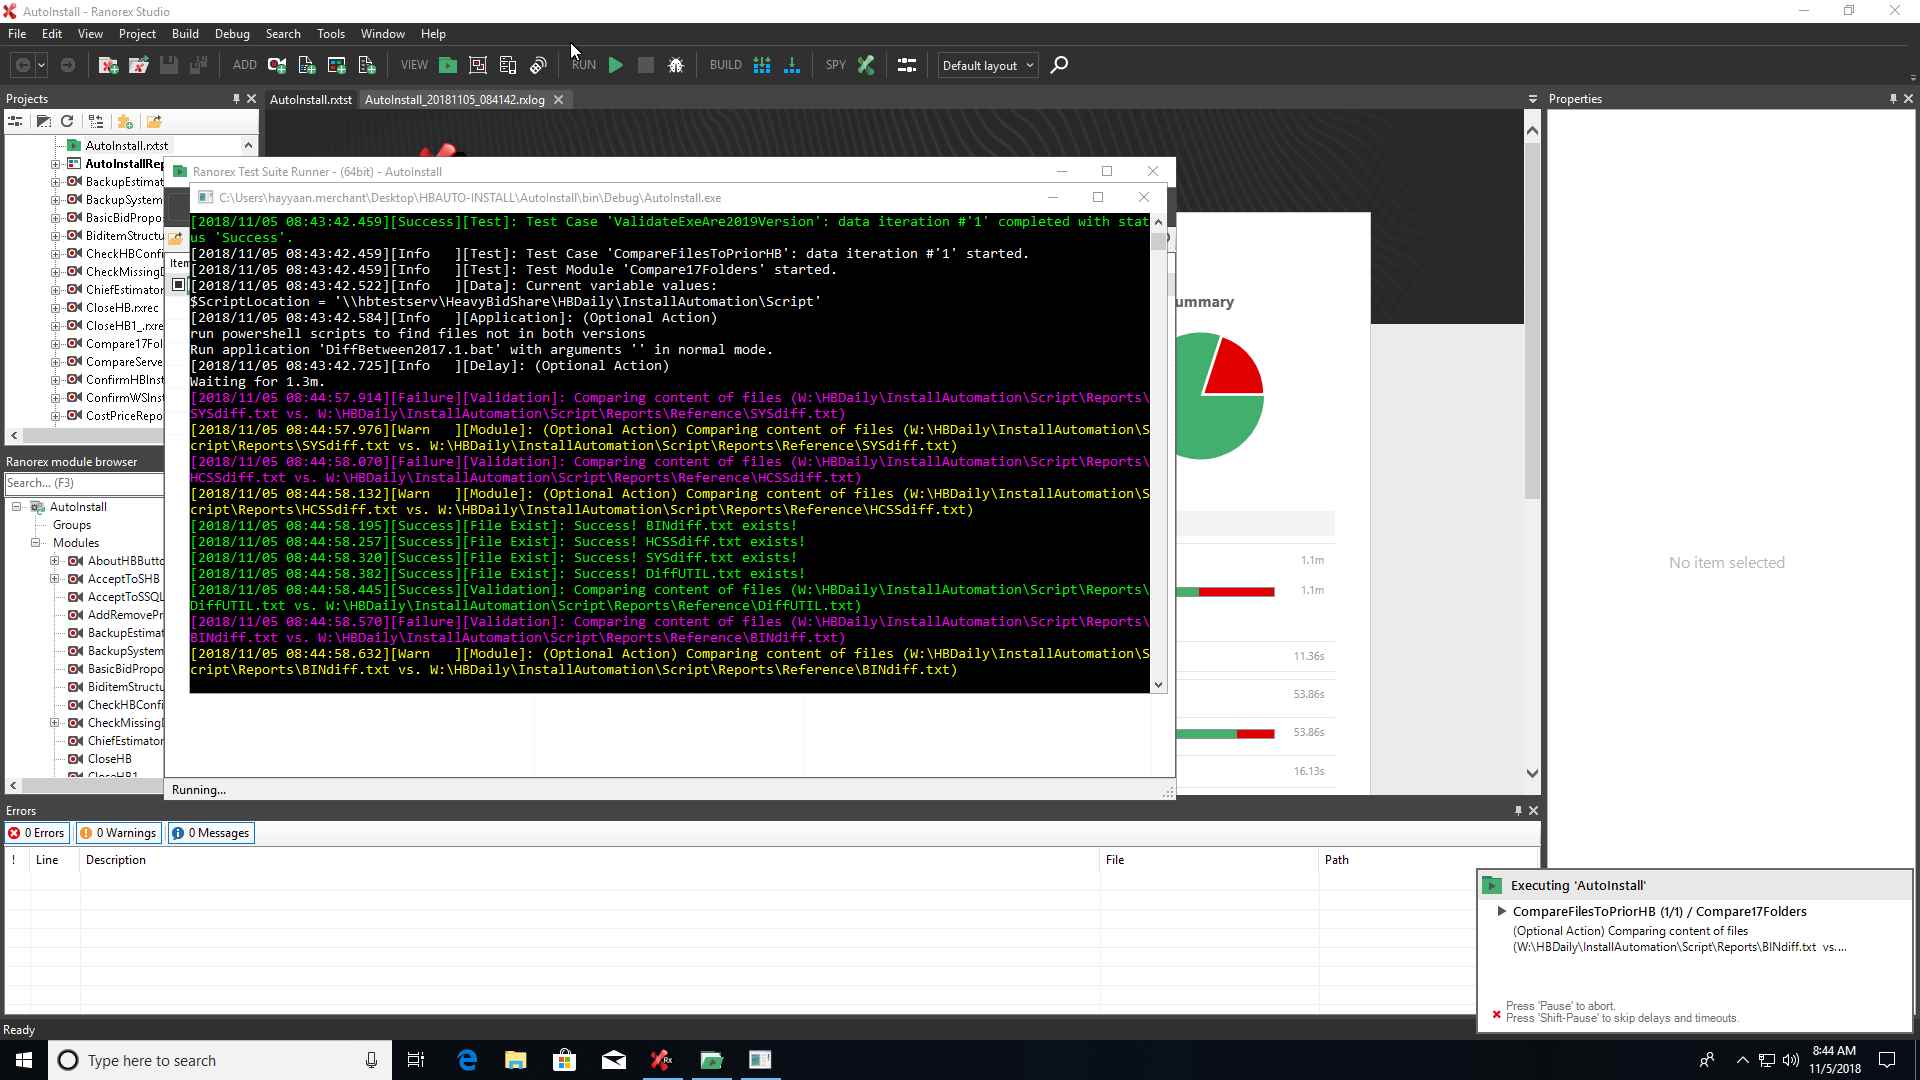 AutoInstall - Ranorex Studio
File Edit View Project Build Debug Search Tools Window Help
ADD VIEW RUN BUILD SPY Default layout
Projects
AutoInstall.rxtst AutoInstall_20181105_084142.rxlog
Properties
AutoInstall.rxtst
AutoInstallRep
BackupEstimat
BackupSystem
BasicBidPropo
BiditemStructu
CheckHBConfi
CheckMissingD
ChiefEstimator
CloseHB.rxrec
CloseHB1_.rxre
Compare17Fol
CompareServe
ConfirmHBInst
ConfirmWSInst
CostPriceRepo
Ranorex Test Suite Runner - (64bit) - AutoInstall
Item
C:\Users\hayyaan.merchant\Desktop\HBAUTO-INSTALL\AutoInstall\bin\Debug\AutoInstall.exe
[2018/11/05 08:43:42.459][Success][Test]: Test Case 'ValidateExeAre2019Version': data iteration #'1' completed with stat
us 'Success'.
[2018/11/05 08:43:42.459][Info   ][Test]: Test Case 'CompareFilesToPriorHB': data iteration #'1' started.
[2018/11/05 08:43:42.459][Info   ][Test]: Test Module 'Compare17Folders' started.
[2018/11/05 08:43:42.522][Info   ][Data]: Current variable values:
$ScriptLocation = '\\hbtestserv\HeavyBidShare\HBDaily\InstallAutomation\Script'
[2018/11/05 08:43:42.584][Info   ][Application]: (Optional Action)
run powershell scripts to find files not in both versions
Run application 'DiffBetween2017.1.bat' with arguments '' in normal mode.
[2018/11/05 08:43:42.725][Info   ][Delay]: (Optional Action)
Waiting for 1.3m.
[2018/11/05 08:44:57.914][Failure][Validation]: Comparing content of files (W:\HBDaily\InstallAutomation\Script\Reports\
SYSdiff.txt vs. W:\HBDaily\InstallAutomation\Script\Reports\Reference\SYSdiff.txt)
[2018/11/05 08:44:57.976][Warn   ][Module]: (Optional Action) Comparing content of files (W:\HBDaily\InstallAutomation\S
cript\Reports\SYSdiff.txt vs. W:\HBDaily\InstallAutomation\Script\Reports\Reference\SYSdiff.txt)
[2018/11/05 08:44:58.070][Failure][Validation]: Comparing content of files (W:\HBDaily\InstallAutomation\Script\Reports\
HCSSdiff.txt vs. W:\HBDaily\InstallAutomation\Script\Reports\Reference\HCSSdiff.txt)
[2018/11/05 08:44:58.132][Warn   ][Module]: (Optional Action) Comparing content of files (W:\HBDaily\InstallAutomation\S
cript\Reports\HCSSdiff.txt vs. W:\HBDaily\InstallAutomation\Script\Reports\Reference\HCSSdiff.txt)
[2018/11/05 08:44:58.195][Success][File Exist]: Success! BINdiff.txt exists!
[2018/11/05 08:44:58.257][Success][File Exist]: Success! HCSSdiff.txt exists!
[2018/11/05 08:44:58.320][Success][File Exist]: Success! SYSdiff.txt exists!
[2018/11/05 08:44:58.382][Success][File Exist]: Success! DiffUTIL.txt exists!
[2018/11/05 08:44:58.445][Success][Validation]: Comparing content of files (W:\HBDaily\InstallAutomation\Script\Reports\
DiffUTIL.txt vs. W:\HBDaily\InstallAutomation\Script\Reports\Reference\DiffUTIL.txt)
[2018/11/05 08:44:58.570][Failure][Validation]: Comparing content of files (W:\HBDaily\InstallAutomation\Script\Reports\
BINdiff.txt vs. W:\HBDaily\InstallAutomation\Script\Reports\Reference\BINdiff.txt)
[2018/11/05 08:44:58.632][Warn   ][Module]: (Optional Action) Comparing content of files (W:\HBDaily\InstallAutomation\S
cript\Reports\BINdiff.txt vs. W:\HBDaily\InstallAutomation\Script\Reports\Reference\BINdiff.txt)
Running...
ummary
1.1m
1.1m
11.36s
53.86s
53.86s
16.13s
No item selected
Ranorex module browser
Search... (F3)
AutoInstall
Groups
Modules
AboutHBButto
AcceptToSHB
AcceptToSSQL
AddRemovePr
BackupEstimat
BackupSystem
BasicBidPropo
BiditemStructu
CheckHBConfi
CheckMissingD
ChiefEstimator
CloseHB
CloseHB1
Errors
0 Errors 0 Warnings 0 Messages
! Line Description File Path
Executing 'AutoInstall'
CompareFilesToPriorHB (1/1) / Compare17Folders
(Optional Action) Comparing content of files
(W:\HBDaily\InstallAutomation\Script\Reports\BINdiff.txt vs....
Press 'Pause' to abort.
Press 'Shift-Pause' to skip delays and timeouts.
Ready
Type here to search
8:44 AM
11/5/2018